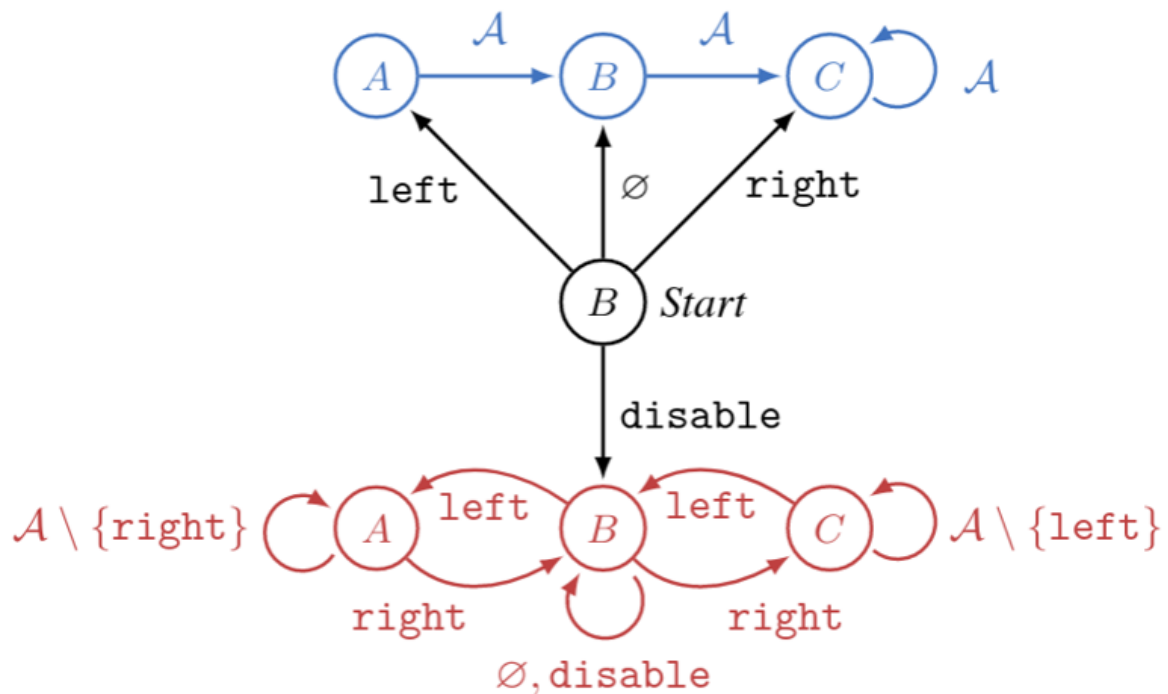 𝒜 𝒜
A B C 𝒜
left ∅ right
B Start
disable
left left
𝒜 \ {right} A B C 𝒜 \ {left}
right right
∅, disable